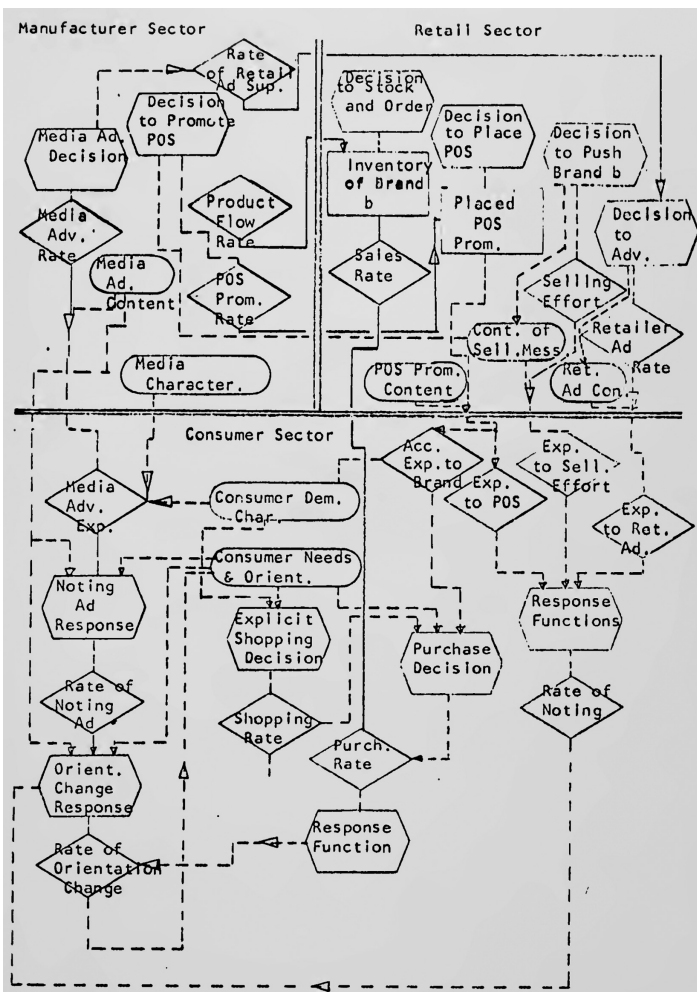 Manufacturer Sector
Retail Sector
Rate
of Retail
Ad Sup.
Decision
to Promote
POS
Media Ad.
Decision
Decision
to Stock
and Order
Decision
to Place
POS
Decision
to Push
Brand b
Inventory
of Brand
b
Product
Flow
Rate
Placed
POS
Prom.
Decision
to
Adv.
Media
Adv.
Rate
Media
Ad.
Content
POS
Prom.
Rate
Sales
Rate
Selling
Effort
Cont. of
Sell.Mess.
Retailer
Ad
Rate
Media
Character.
POS Prom.
Content
Ret.
Ad Con.
Consumer Sector
Media
Adv.
Exp.
Consumer Dem.
Char.
Acc.
Exp.to
Brand
Exp.
to POS
Exp.
to Sell.
Effort
Exp.
to Ret.
Ad.
Consumer Needs
& Orient.
Noting
Ad
Response
Explicit
Shopping
Decision
Purchase
Decision
Response
Functions
Rate of
Noting
Ad
Shopping
Rate
Purch.
Rate
Rate of
Noting
Orient.
Change
Response
Response
Function
Rate of
Orientation
Change